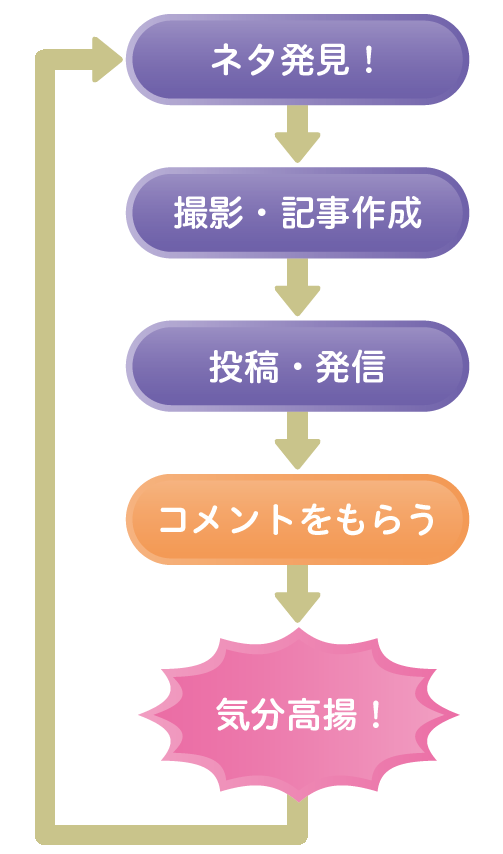 ネタ発見！
撮影・記事作成
投稿・発信
コメントをもらう
気分高揚！